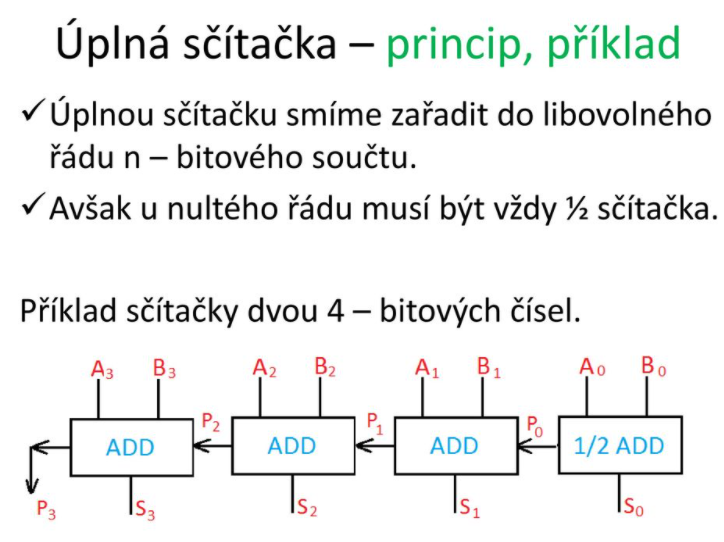 Úplná sčítačka – princip, příklad
✓Úplnou sčítačku smíme zařadit do libovolného
řádu n – bitového součtu.
✓Avšak u nultého řádu musí být vždy ½ sčítačka.
Příklad sčítačky dvou 4 – bitových čísel.
A3 B3 A2 B2 A1 B1 A0 B0
P2 P1 P0
ADD ADD ADD 1/2 ADD
P3 S3 S2 S1 S0